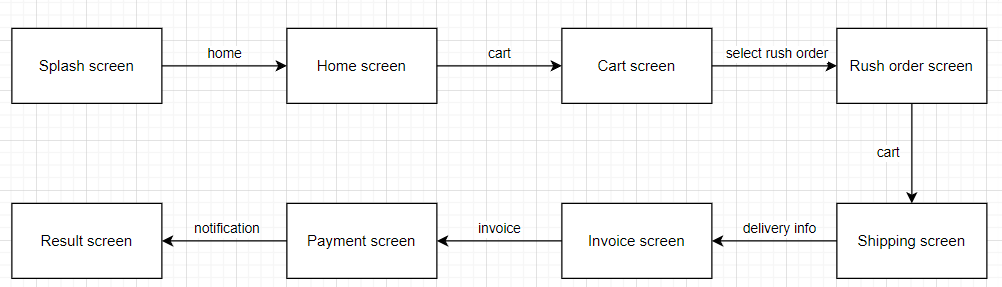 Splash screen
home
Home screen
cart
Cart screen
select rush order
Rush order screen
cart
Shipping screen
delivery info
Invoice screen
invoice
Payment screen
notification
Result screen